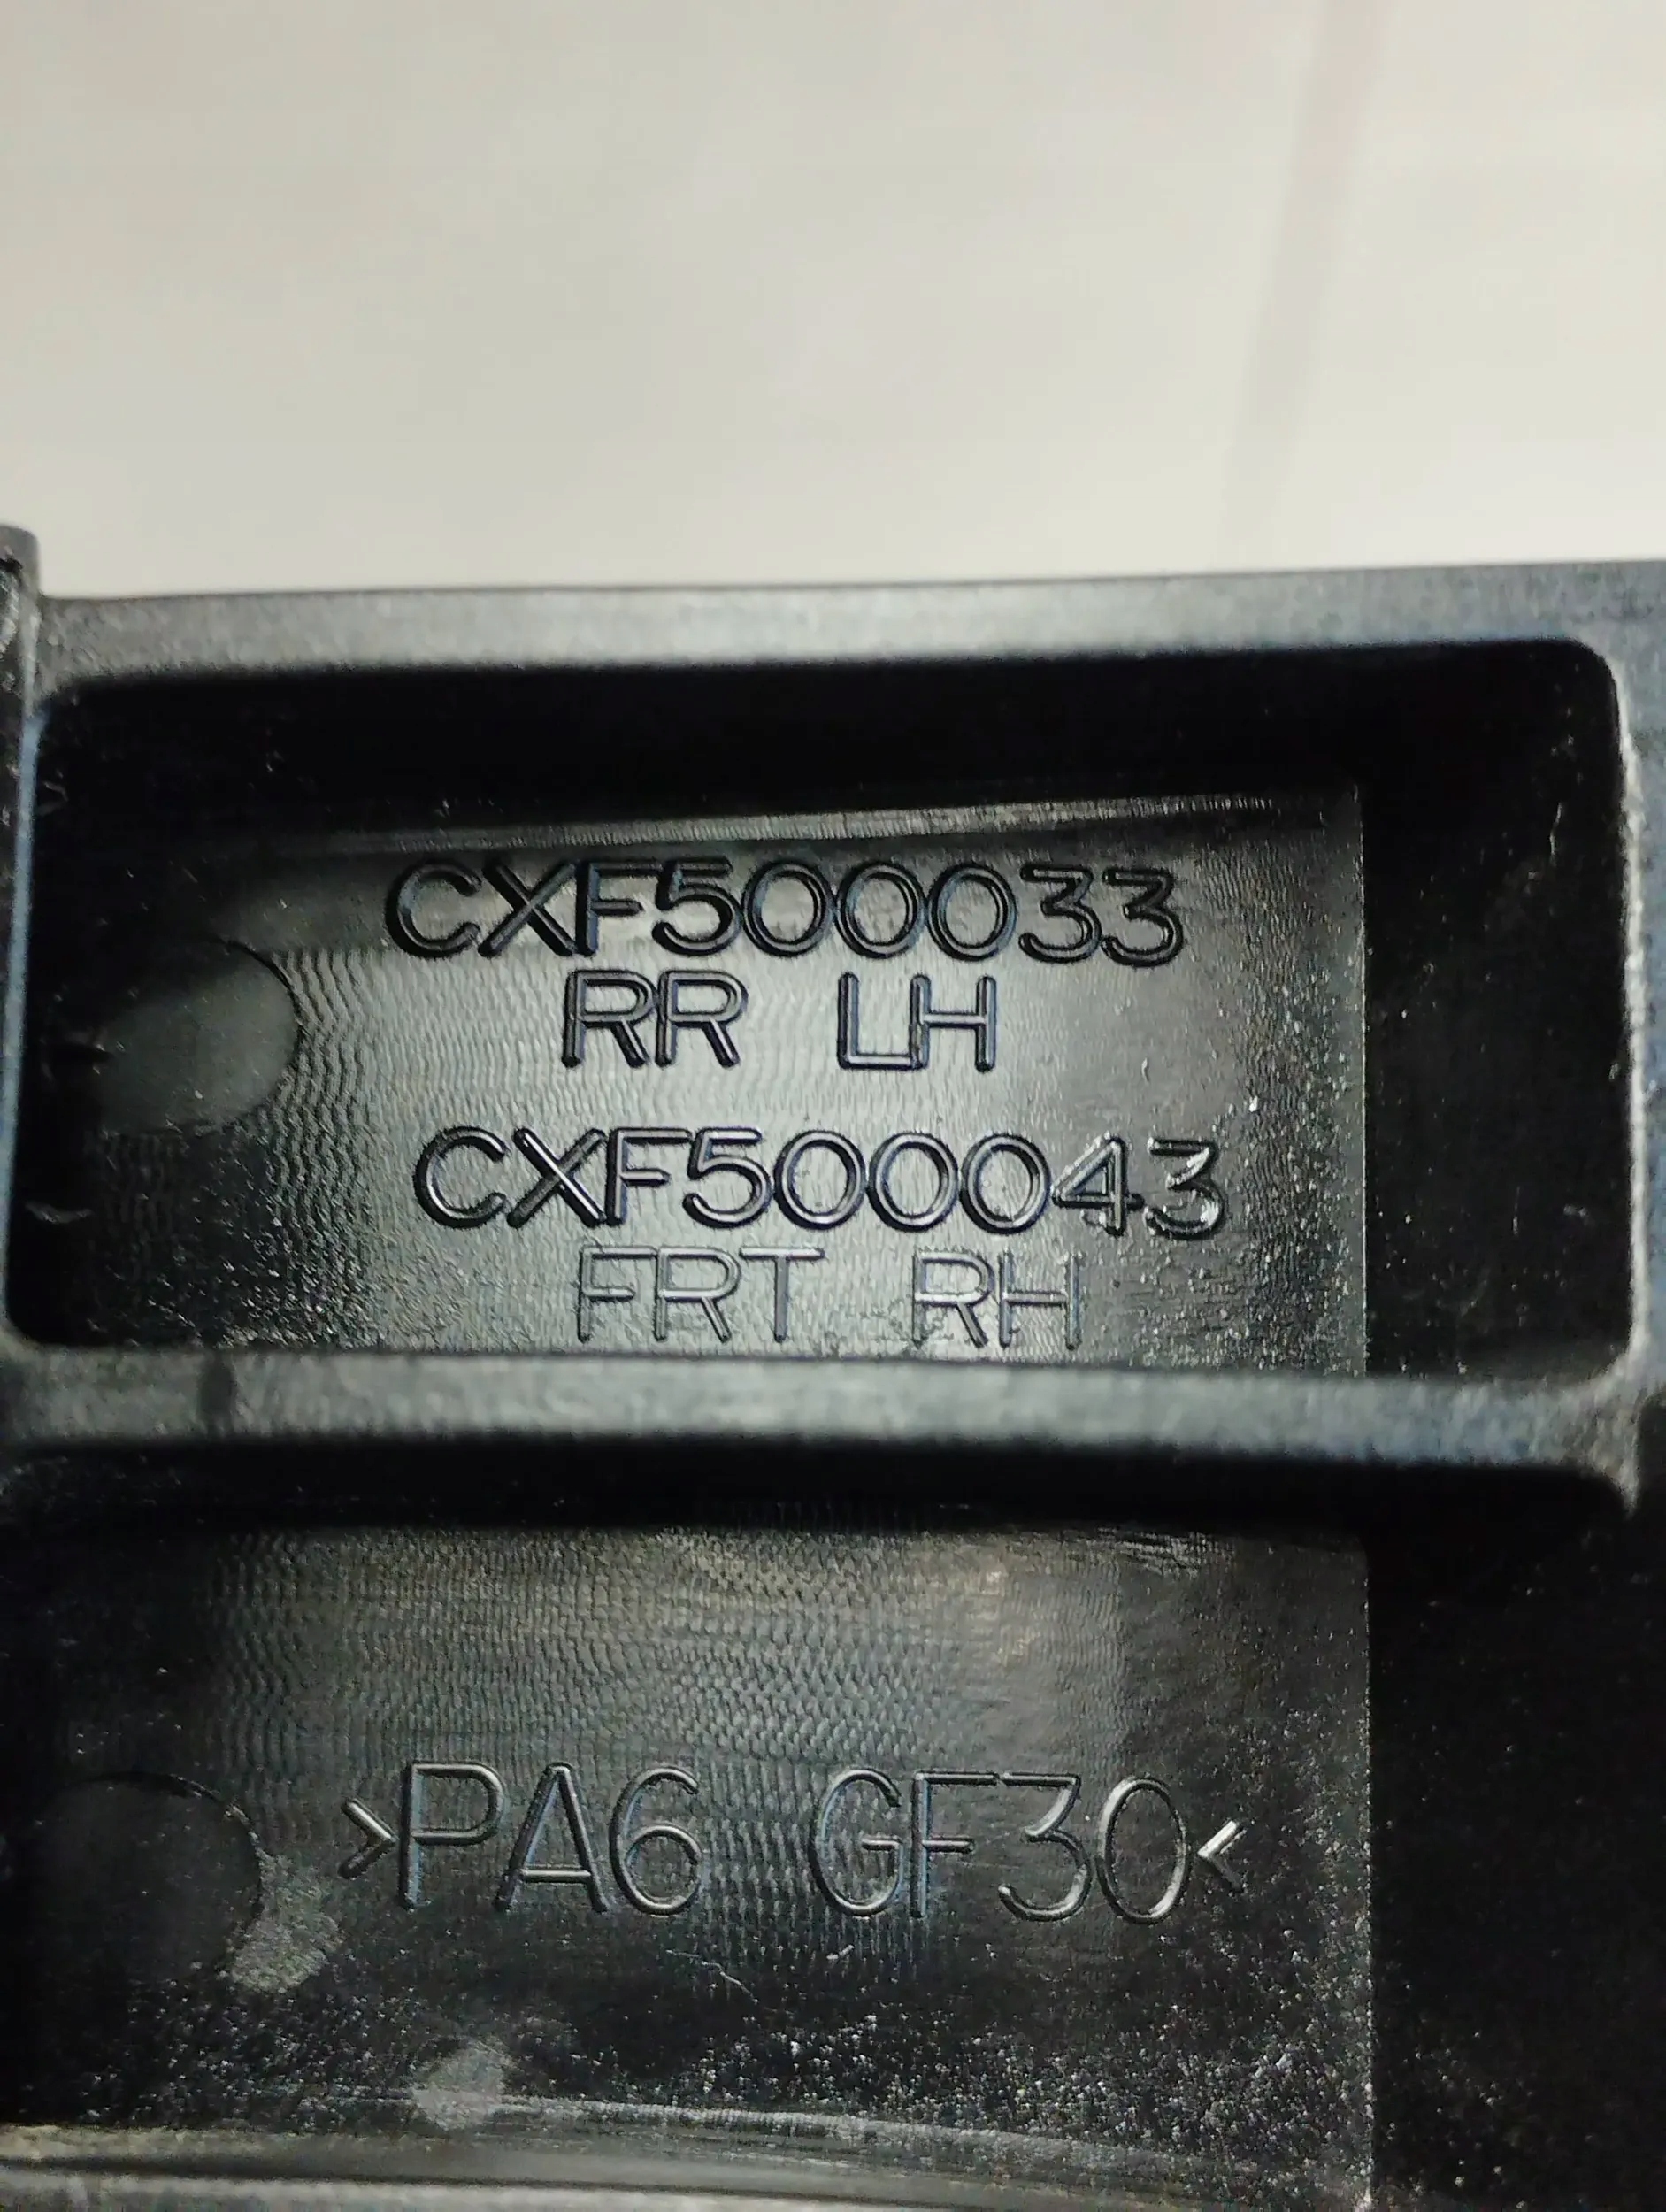 CXF500033
RR LH
CXF500043
FRT RH
>PA6 GF30<